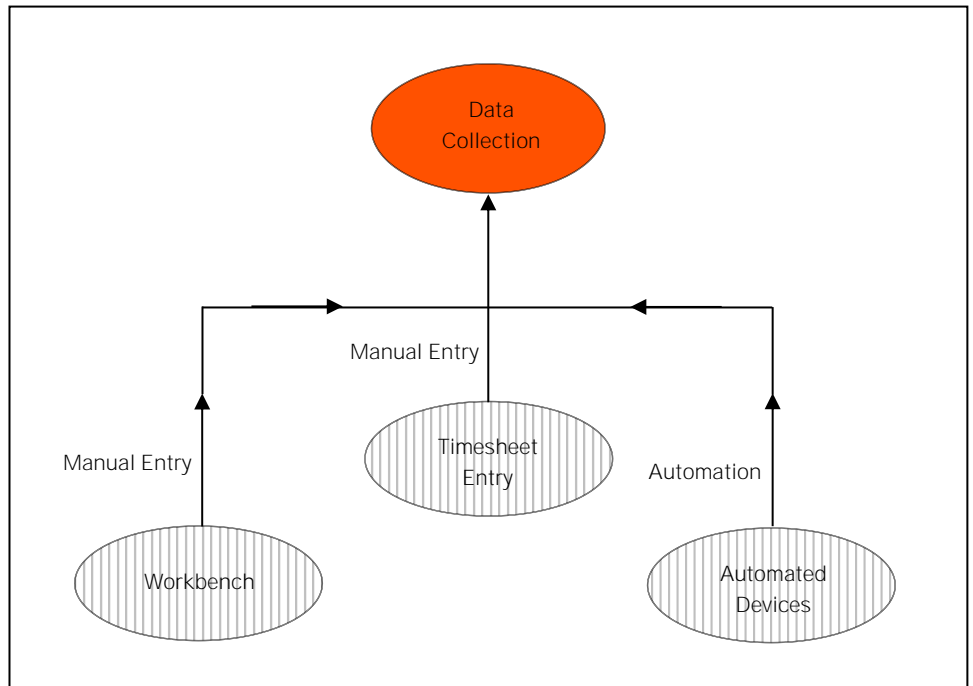 Data
Collection
Manual Entry
Timesheet
Entry
Manual Entry
Automation
Workbench
Automated
Devices